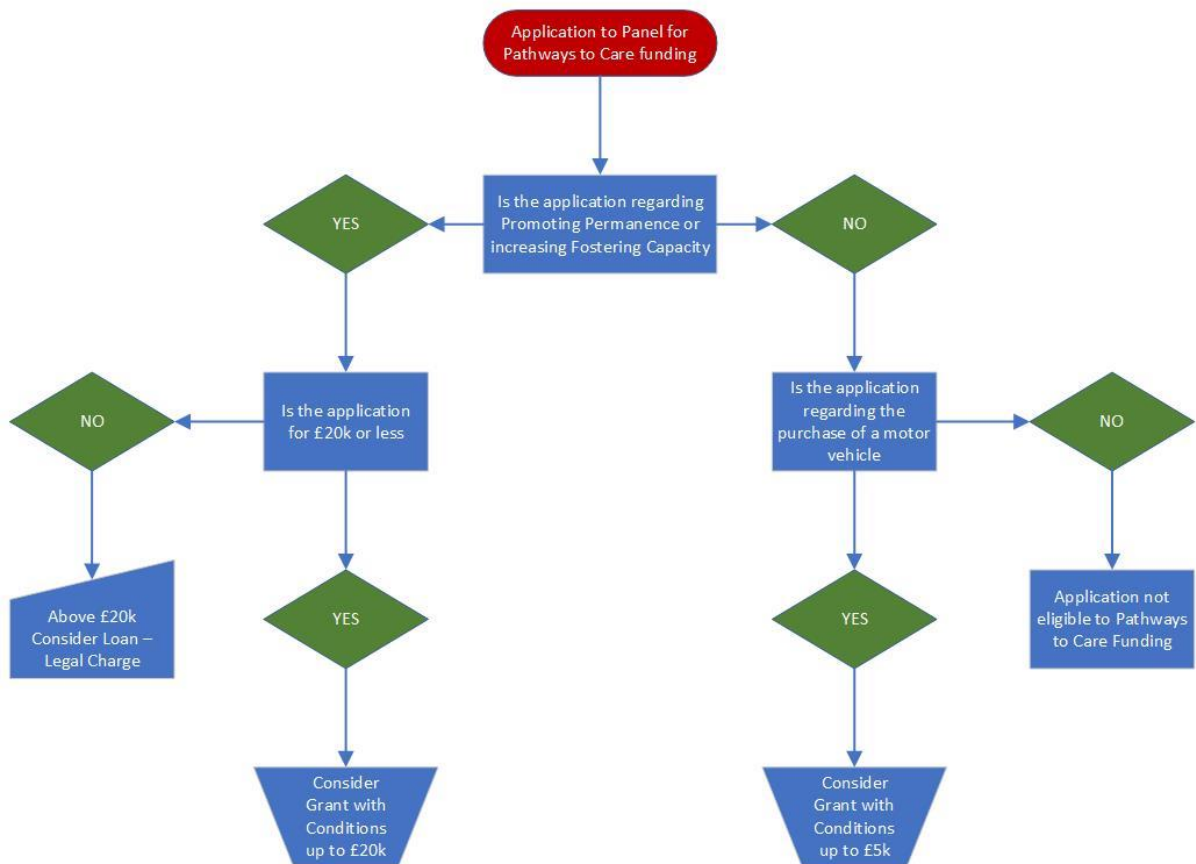 Application to Panel for
Pathways to Care funding
Is the application regarding
Promoting Permanence or
increasing Fostering Capacity
YES
NO
Is the application
for £20k or less
NO
Is the application
regarding the
purchase of a motor
vehicle
NO
Above £20k
Consider Loan –
Legal Charge
YES
YES
Application not
eligible to Pathways
to Care Funding
Consider
Grant with
Conditions
up to £20k
Consider
Grant with
Conditions
up to £5k